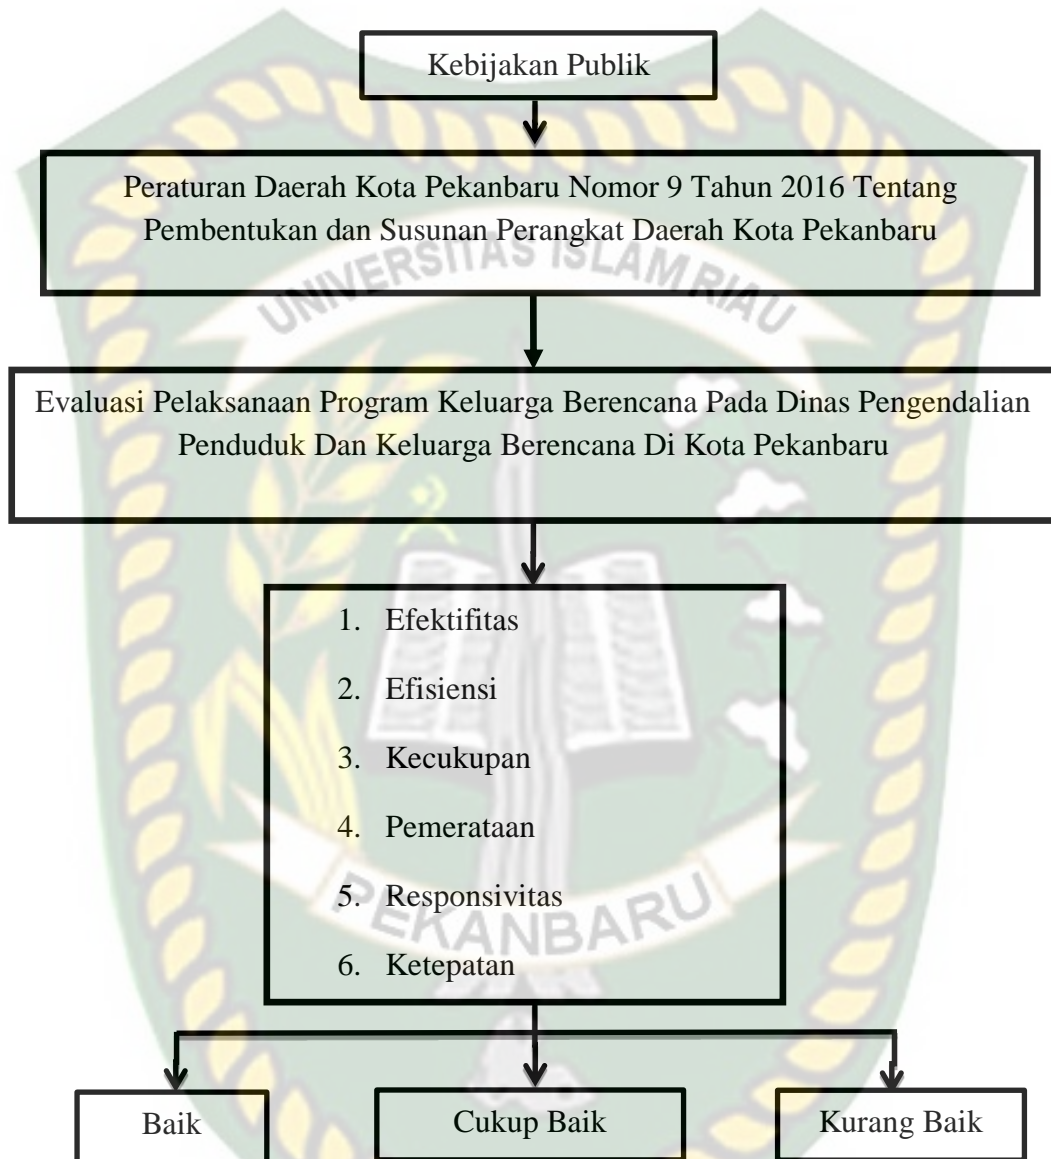 Kebijakan Publik
Peraturan Daerah Kota Pekanbaru Nomor 9 Tahun 2016 Tentang
Pembentukan dan Susunan Perangkat Daerah Kota Pekanbaru
UNIVERSITAS ISLAM RIAU
Evaluasi Pelaksanaan Program Keluarga Berencana Pada Dinas Pengendalian
Penduduk Dan Keluarga Berencana Di Kota Pekanbaru
1. Efektifitas
2. Efisiensi
3. Kecukupan
4. Pemerataan
5. Responsivitas
PEKANBARU
6. Ketepatan
Baik
Cukup Baik
Kurang Baik